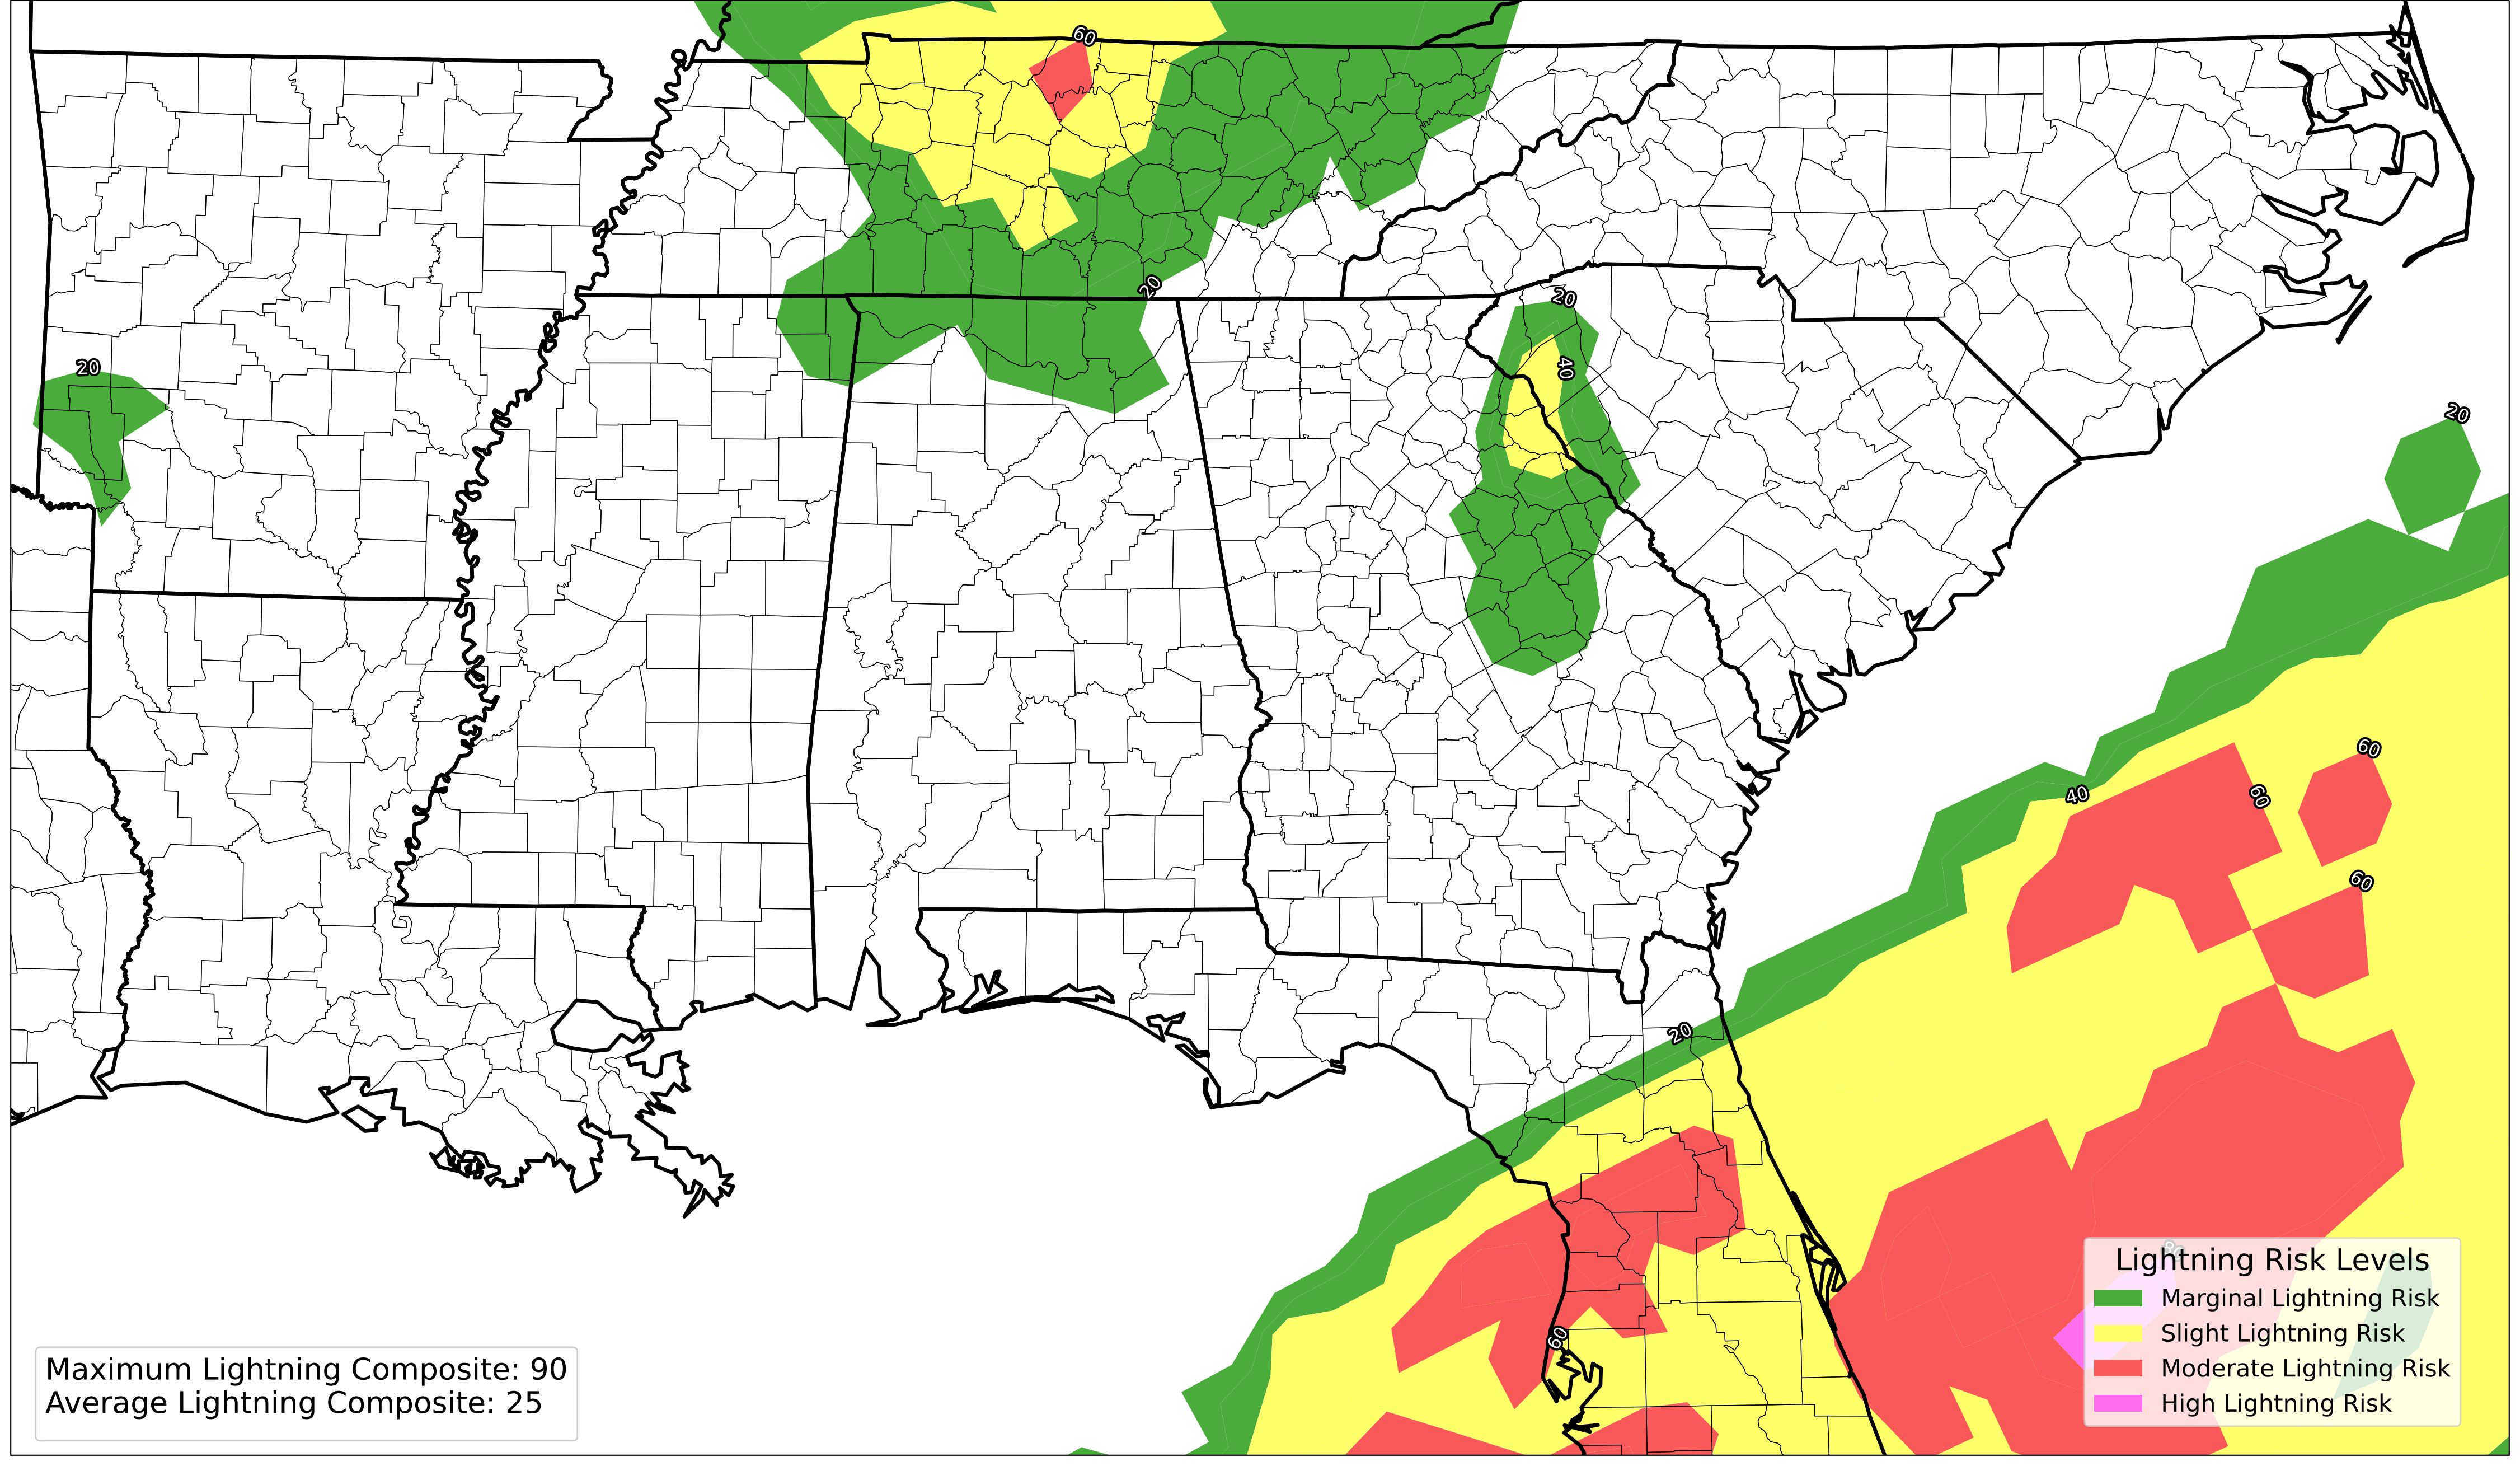 60
20
20
40
20
20
60
60
40
60
20
60
Lightning Risk Levels
Marginal Lightning Risk
Slight Lightning Risk
Moderate Lightning Risk
High Lightning Risk
Maximum Lightning Composite: 90
Average Lightning Composite: 25